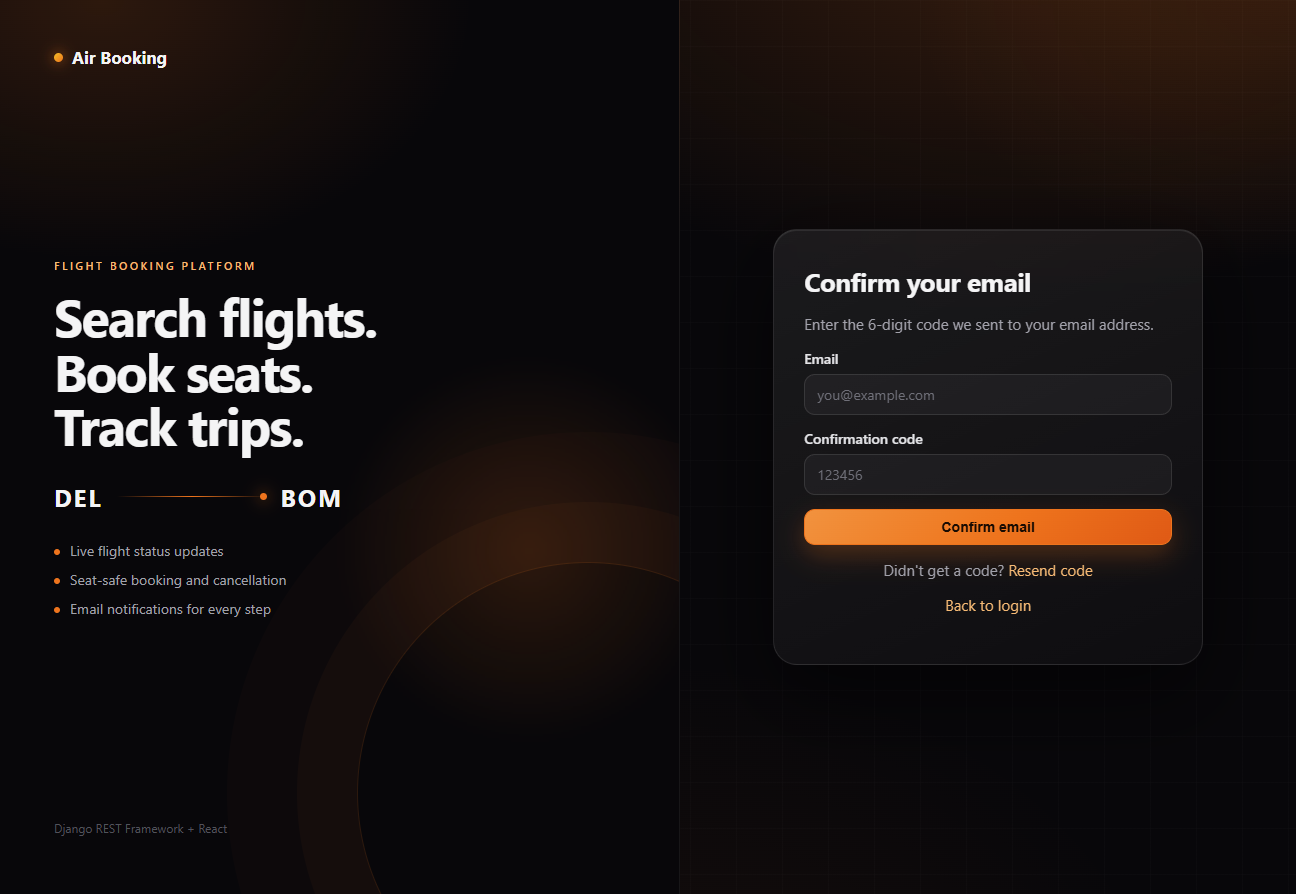 Air Booking
FLIGHT BOOKING PLATFORM
Search flights.
Book seats.
Track trips.
DEL BOM
Live flight status updates
Seat-safe booking and cancellation
Email notifications for every step
Django REST Framework + React
Confirm your email
Enter the 6-digit code we sent to your email address.
Email
you@example.com
Confirmation code
123456
Confirm email
Didn't get a code? Resend code
Back to login